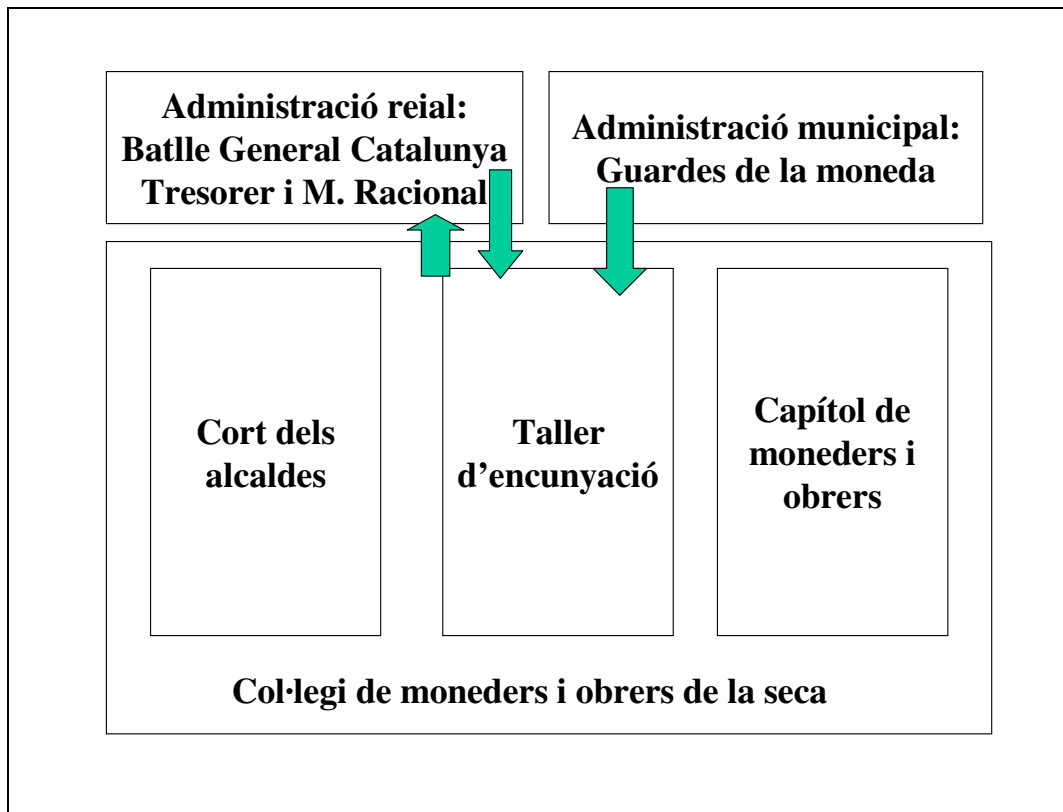 Administració reial:
Batlle General Catalunya
Tresorer i M. Racional
Administració municipal:
Guardes de la moneda
Cort dels
alcaldes
Taller
d’encunyació
Capítol de
moneders i
obrers
Col·legi de moneders i obrers de la seca